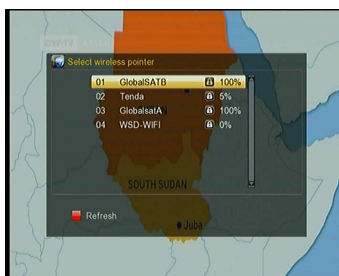 Select wireless pointer
01 GlobalSATB 100%
02 Tenda 5%
03 GlobalsatA 100%
04 WSD-WIFI 0%
SOUTH SUDAN
Refresh
Juba